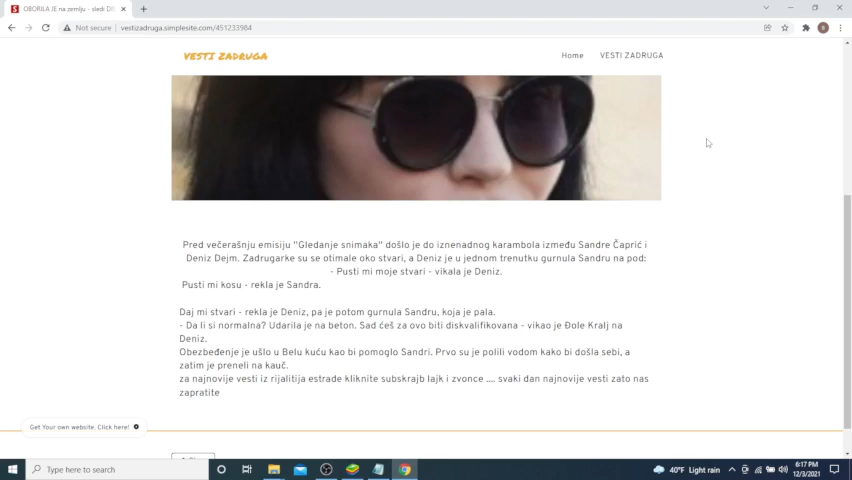 OBORILA JE na zemlju - sledi DIS
Not secure
vestizadruga.simplesite.com/451233984
B
VESTI ZADRUGA
Home
VESTI ZADRUGA
Pred večerašnju emisiju "Gledanje snimaka" došlo je do iznenadnog karambola između Sandre Čaprić i
Deniz Dejm. Zadrugarke su se otimale oko stvari, a Deniz je u jednom trenutku gurnula Sandru na pod:
- Pusti mi moje stvari - vikala je Deniz.
Pusti mi kosu - rekla je Sandra.
Daj mi stvari - rekla je Deniz, pa je potom gurnula Sandru, koja je pala.
- Da li si normalna? Udarila je na beton. Sad ćeš za ovo biti diskvalifikovana - vikao je Đole Kralj na
Deniz.
Obezbeđenje je ušlo u Belu kuću kao bi pomoglo Sandri. Prvo su je polili vodom kako bi došla sebi, a
zatim je preneli na kauč.
za najnovije vesti iz rijalitija estrade kliknite subskrajb lajk i zvonce .... svaki dan najnovije vesti zato nas
zapratite
Get Your own website. Click here!
Type here to search
40°F Light rain
6:17 PM
12/3/2021